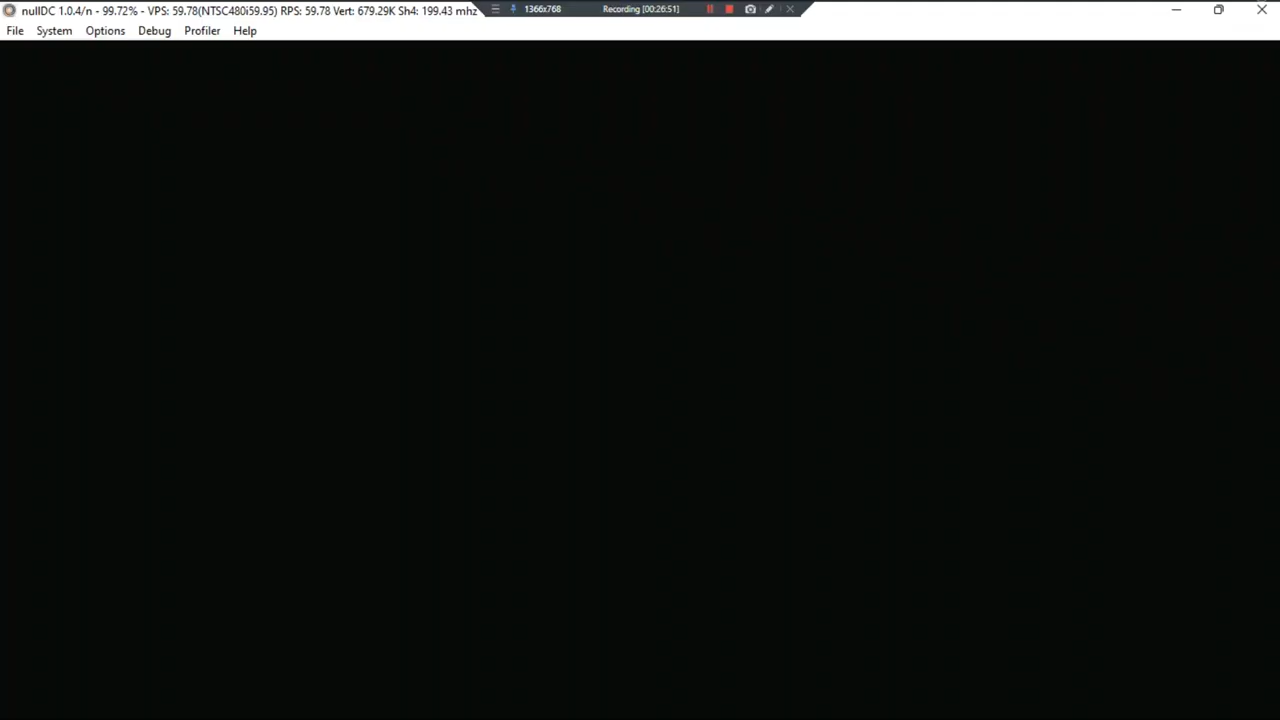 nullDC 1.0.4/n - 99.72% - VPS: 59.78(NTSC480i59.95) RPS: 59.78 Vert: 679.29K Sh4: 199.43 mhz
1366x768 Recording [00:26:51]
File System Options Debug Profiler Help